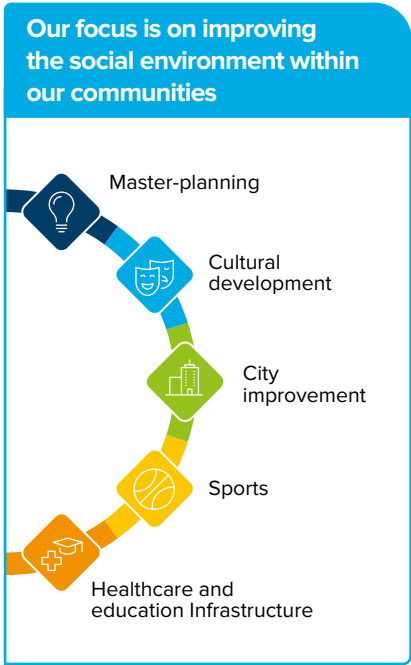 Our focus is on improving
the social environment within
our communities
Master-planning
Cultural
development
City
improvement
Sports
Healthcare and
education Infrastructure